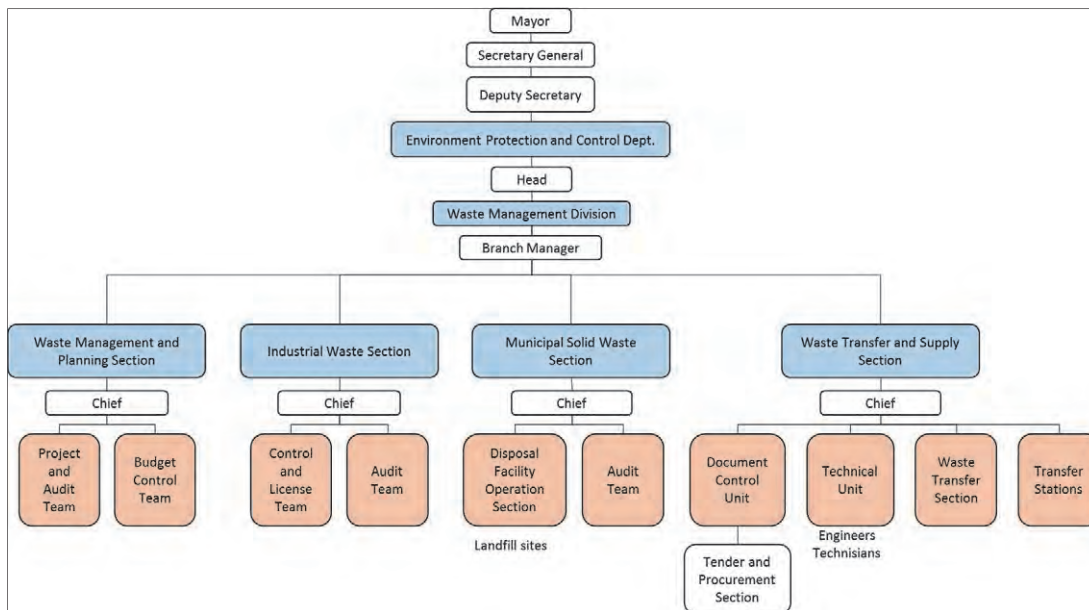 Mayor
Secretary General
Deputy Secretary
Environment Protection and Control Dept.
Head
Waste Management Division
Branch Manager
Waste Management and
Planning Section
Industrial Waste Section
Municipal Solid Waste
Section
Waste Transfer and Supply
Section
Chief
Chief
Chief
Chief
Project
and
Audit
Team
Budget
Control
Team
Control
and
License
Team
Audit
Team
Disposal
Facility
Operation
Section
Audit
Team
Document
Control
Unit
Technical
Unit
Waste
Transfer
Section
Transfer
Stations
Landfill sites
Engineers
Technisians
Tender and
Procurement
Section